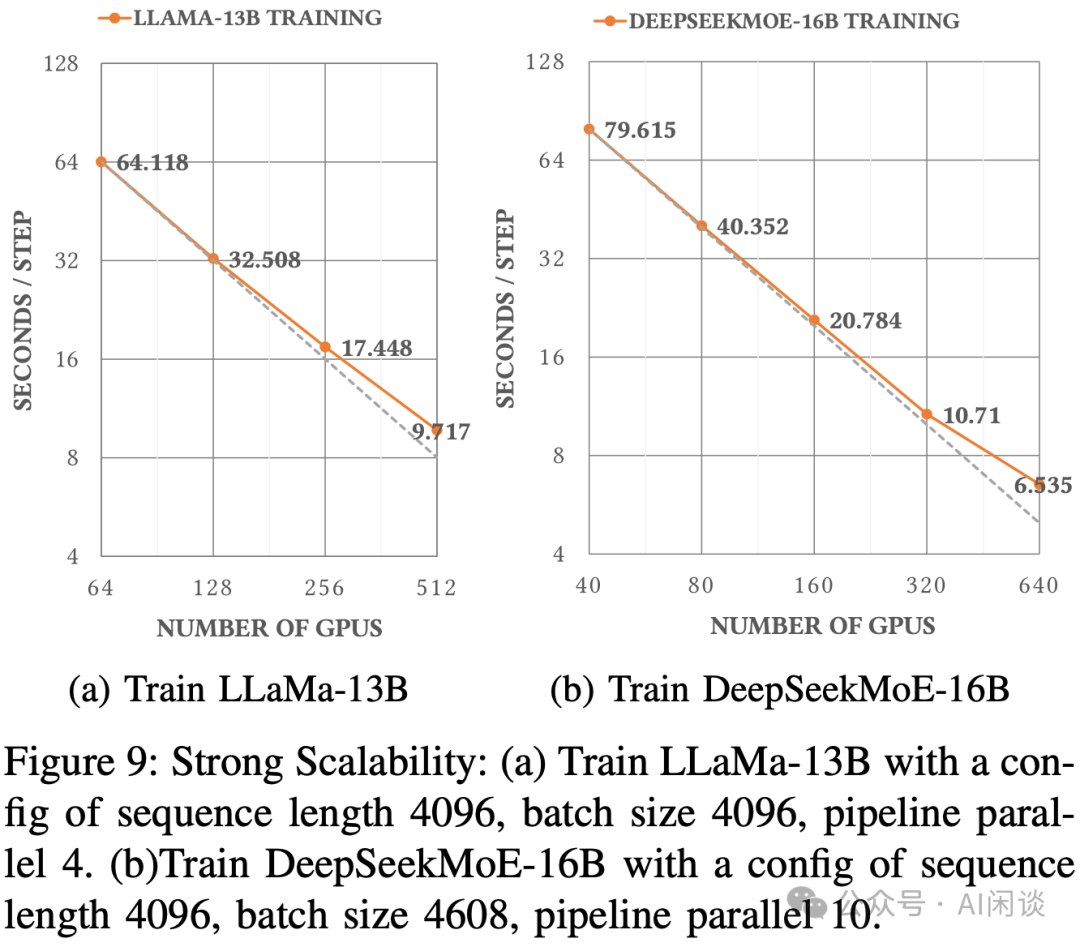 LLAMA-13B TRAINING
128
64
32
16
8
4
64.118
32.508
17.448
9.717
64 128 256 512
SECONDS / STEP
NUMBER OF GPUS
(a) Train LLaMa-13B
DEEPSEEKMOE-16B TRAINING
128
64
32
16
8
4
79.615
40.352
20.784
10.71
6.535
40 80 160 320 640
SECONDS / STEP
NUMBER OF GPUS
(b) Train DeepSeekMoE-16B
Figure 9: Strong Scalability: (a) Train LLaMa-13B with a con-
fig of sequence length 4096, batch size 4096, pipeline paral-
lel 4. (b)Train DeepSeekMoE-16B with a config of sequence
length 4096, batch size 4608, pipeline parallel 10.
公众号 · AI闲谈